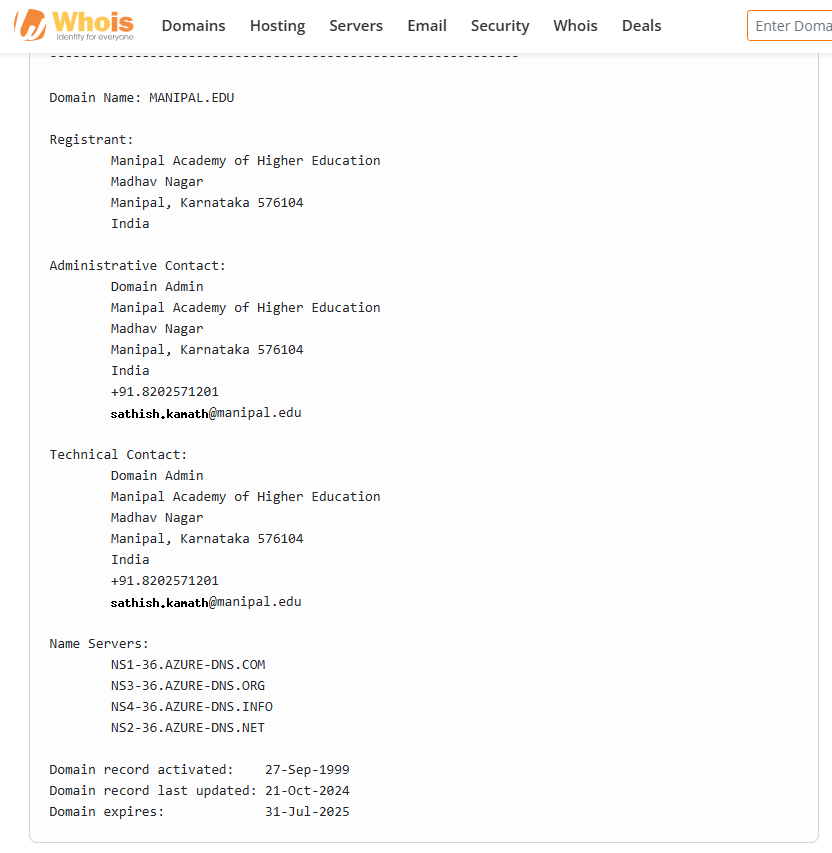 Whois
Identity for everyone
Domains Hosting Servers Email Security Whois Deals
Enter Doma
------------------------------------------------------------
Domain Name: MANIPAL.EDU
Registrant:
Manipal Academy of Higher Education
Madhav Nagar
Manipal, Karnataka 576104
India
Administrative Contact:
Domain Admin
Manipal Academy of Higher Education
Madhav Nagar
Manipal, Karnataka 576104
India
+91.8202571201
sathish.kamath@manipal.edu
Technical Contact:
Domain Admin
Manipal Academy of Higher Education
Madhav Nagar
Manipal, Karnataka 576104
India
+91.8202571201
sathish.kamath@manipal.edu
Name Servers:
NS1-36.AZURE-DNS.COM
NS3-36.AZURE-DNS.ORG
NS4-36.AZURE-DNS.INFO
NS2-36.AZURE-DNS.NET
Domain record activated: 27-Sep-1999
Domain record last updated: 21-Oct-2024
Domain expires: 31-Jul-2025